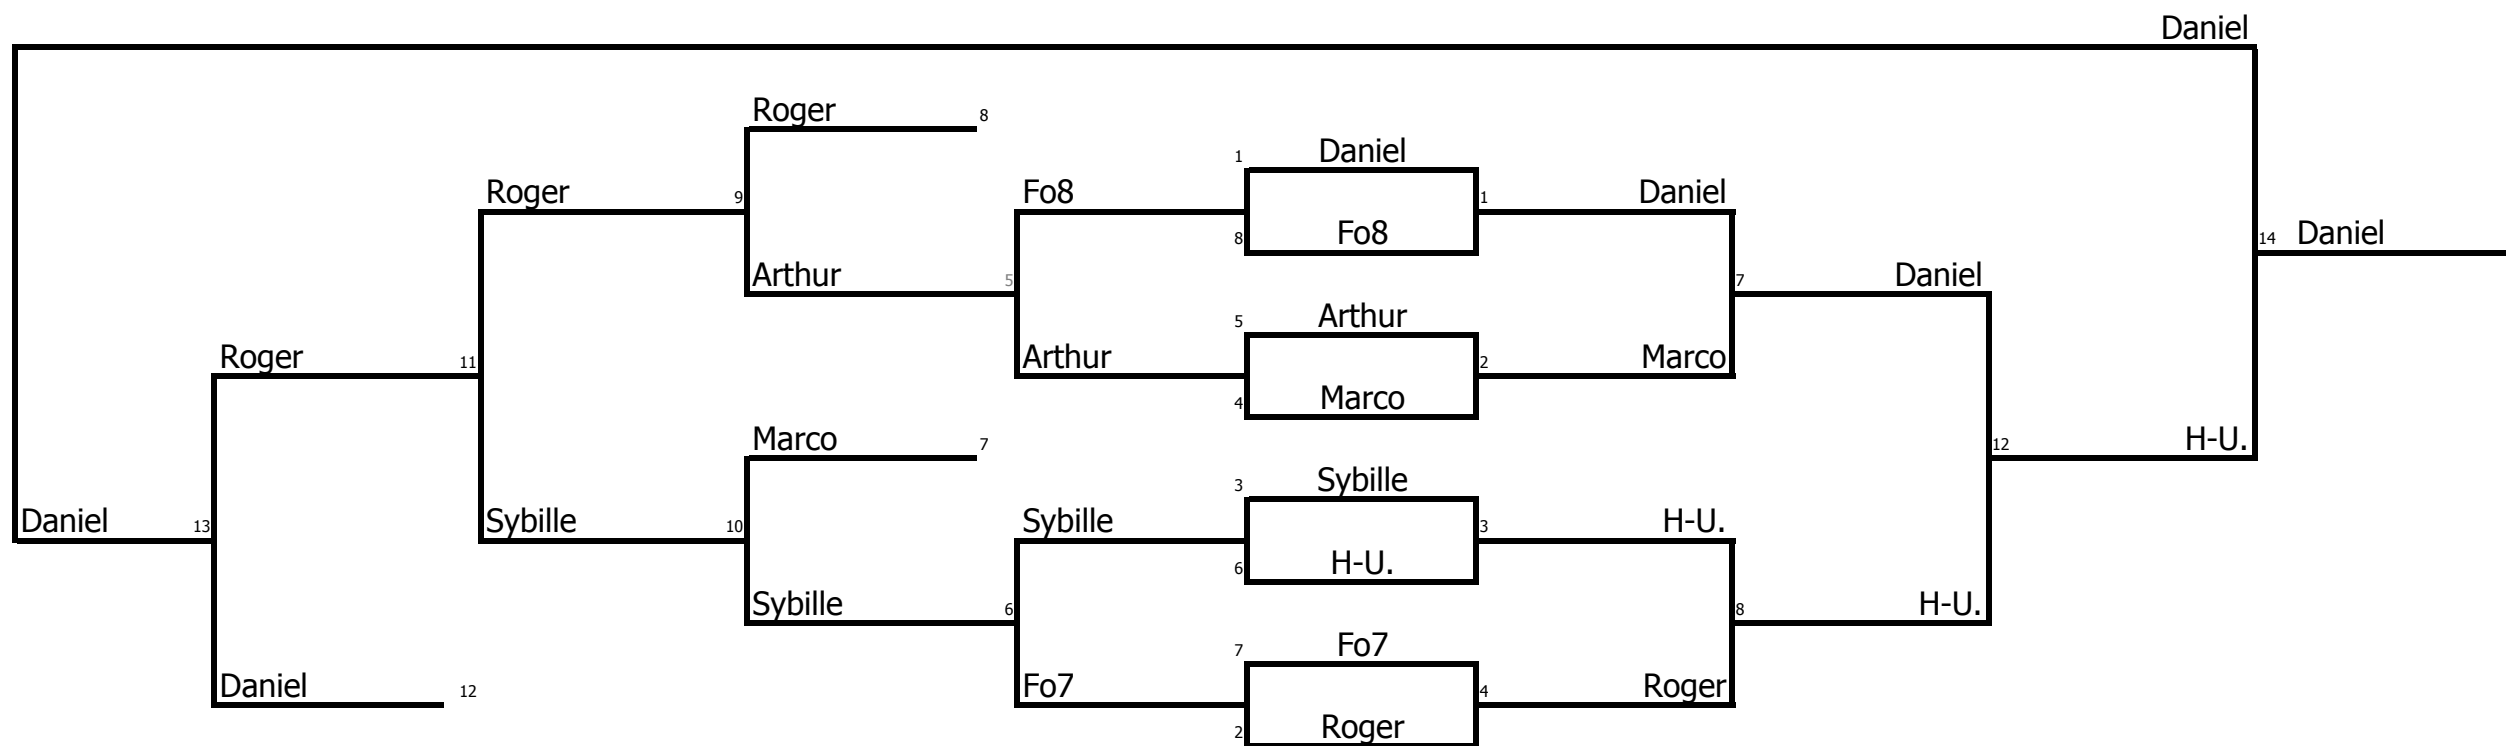 Daniel
Roger 8
1 Daniel
Roger 9 Fo8 1 Daniel
8 Fo8 14 Daniel
Arthur 5 7 Daniel
5 Arthur
Roger 11 Arthur 2 Marco
4 Marco
Marco 7 12 H-U.
3 Sybille
Daniel 13 Sybille 10 Sybille 3 H-U.
6 H-U.
Sybille 6 8 H-U.
7 Fo7
Daniel 12 Fo7 4 Roger
2 Roger